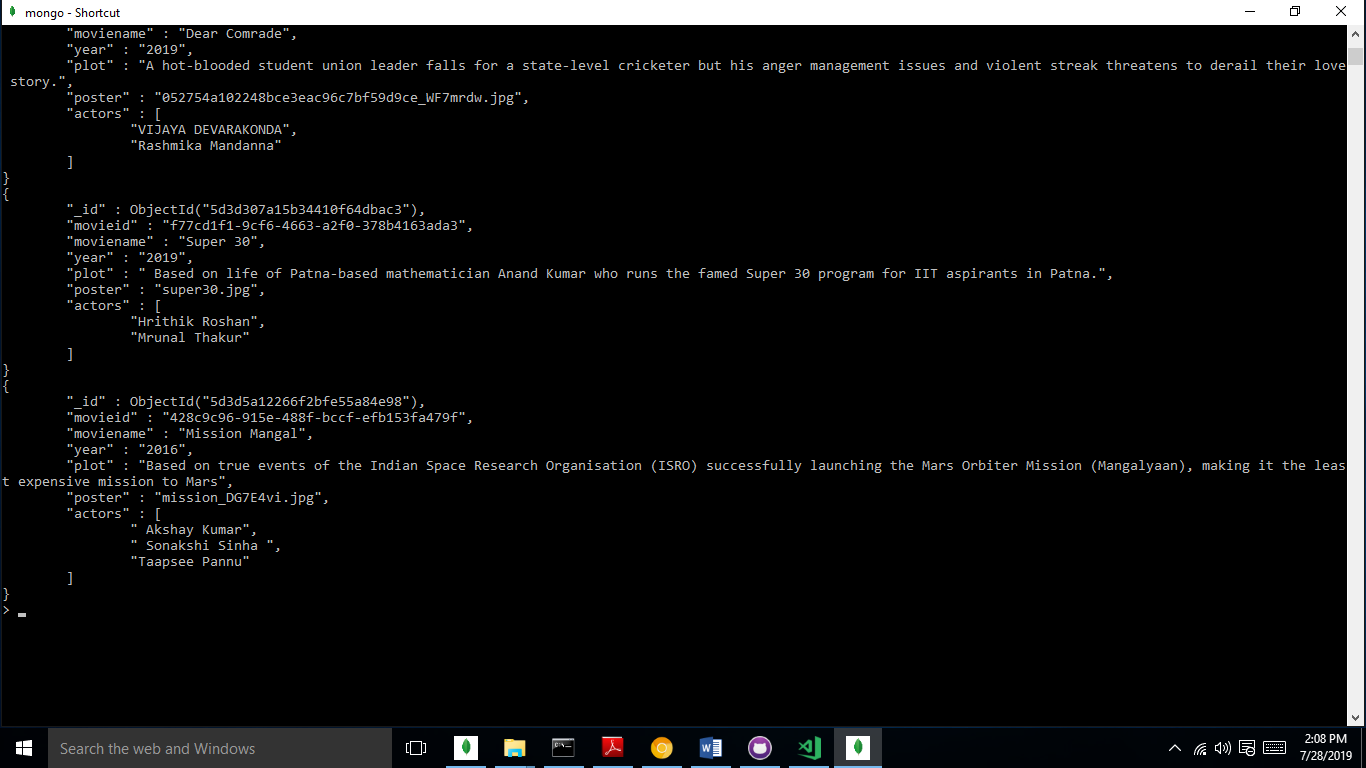 mongo - Shortcut
"moviename" : "Dear Comrade",
"year" : "2019",
"plot" : "A hot-blooded student union leader falls for a state-level cricketer but his anger management issues and violent streak threatens to derail their love
story.",
"poster" : "052754a102248bce3eac96c7bf59d9ce_WF7mrdw.jpg",
"actors" : [
"VIJAYA DEVARAKONDA",
"Rashmika Mandanna"
]
}
{
"_id" : ObjectId("5d3d307a15b34410f64dbac3"),
"movieid" : "f77cd1f1-9cf6-4663-a2f0-378b4163ada3",
"moviename" : "Super 30",
"year" : "2019",
"plot" : " Based on life of Patna-based mathematician Anand Kumar who runs the famed Super 30 program for IIT aspirants in Patna.",
"poster" : "super30.jpg",
"actors" : [
"Hrithik Roshan",
"Mrunal Thakur"
]
}
{
"_id" : ObjectId("5d3d5a12266f2bfe55a84e98"),
"movieid" : "428c9c96-915e-488f-bccf-efb153fa479f",
"moviename" : "Mission Mangal",
"year" : "2016",
"plot" : "Based on true events of the Indian Space Research Organisation (ISRO) successfully launching the Mars Orbiter Mission (Mangalyaan), making it the leas
t expensive mission to Mars",
"poster" : "mission_DG7E4vi.jpg",
"actors" : [
" Akshay Kumar",
" Sonakshi Sinha ",
"Taapsee Pannu"
]
}
> _
Search the web and Windows
2:08 PM
7/28/2019